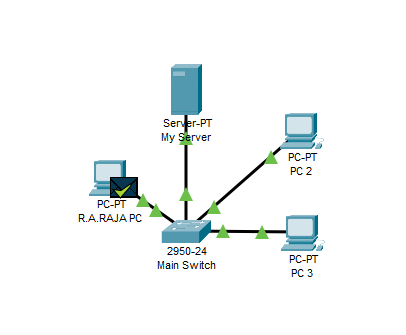 Server-PT
My Server
PC-PT
PC 2
PC-PT
R.A.RAJA PC
2950-24
Main Switch
PC-PT
PC 3